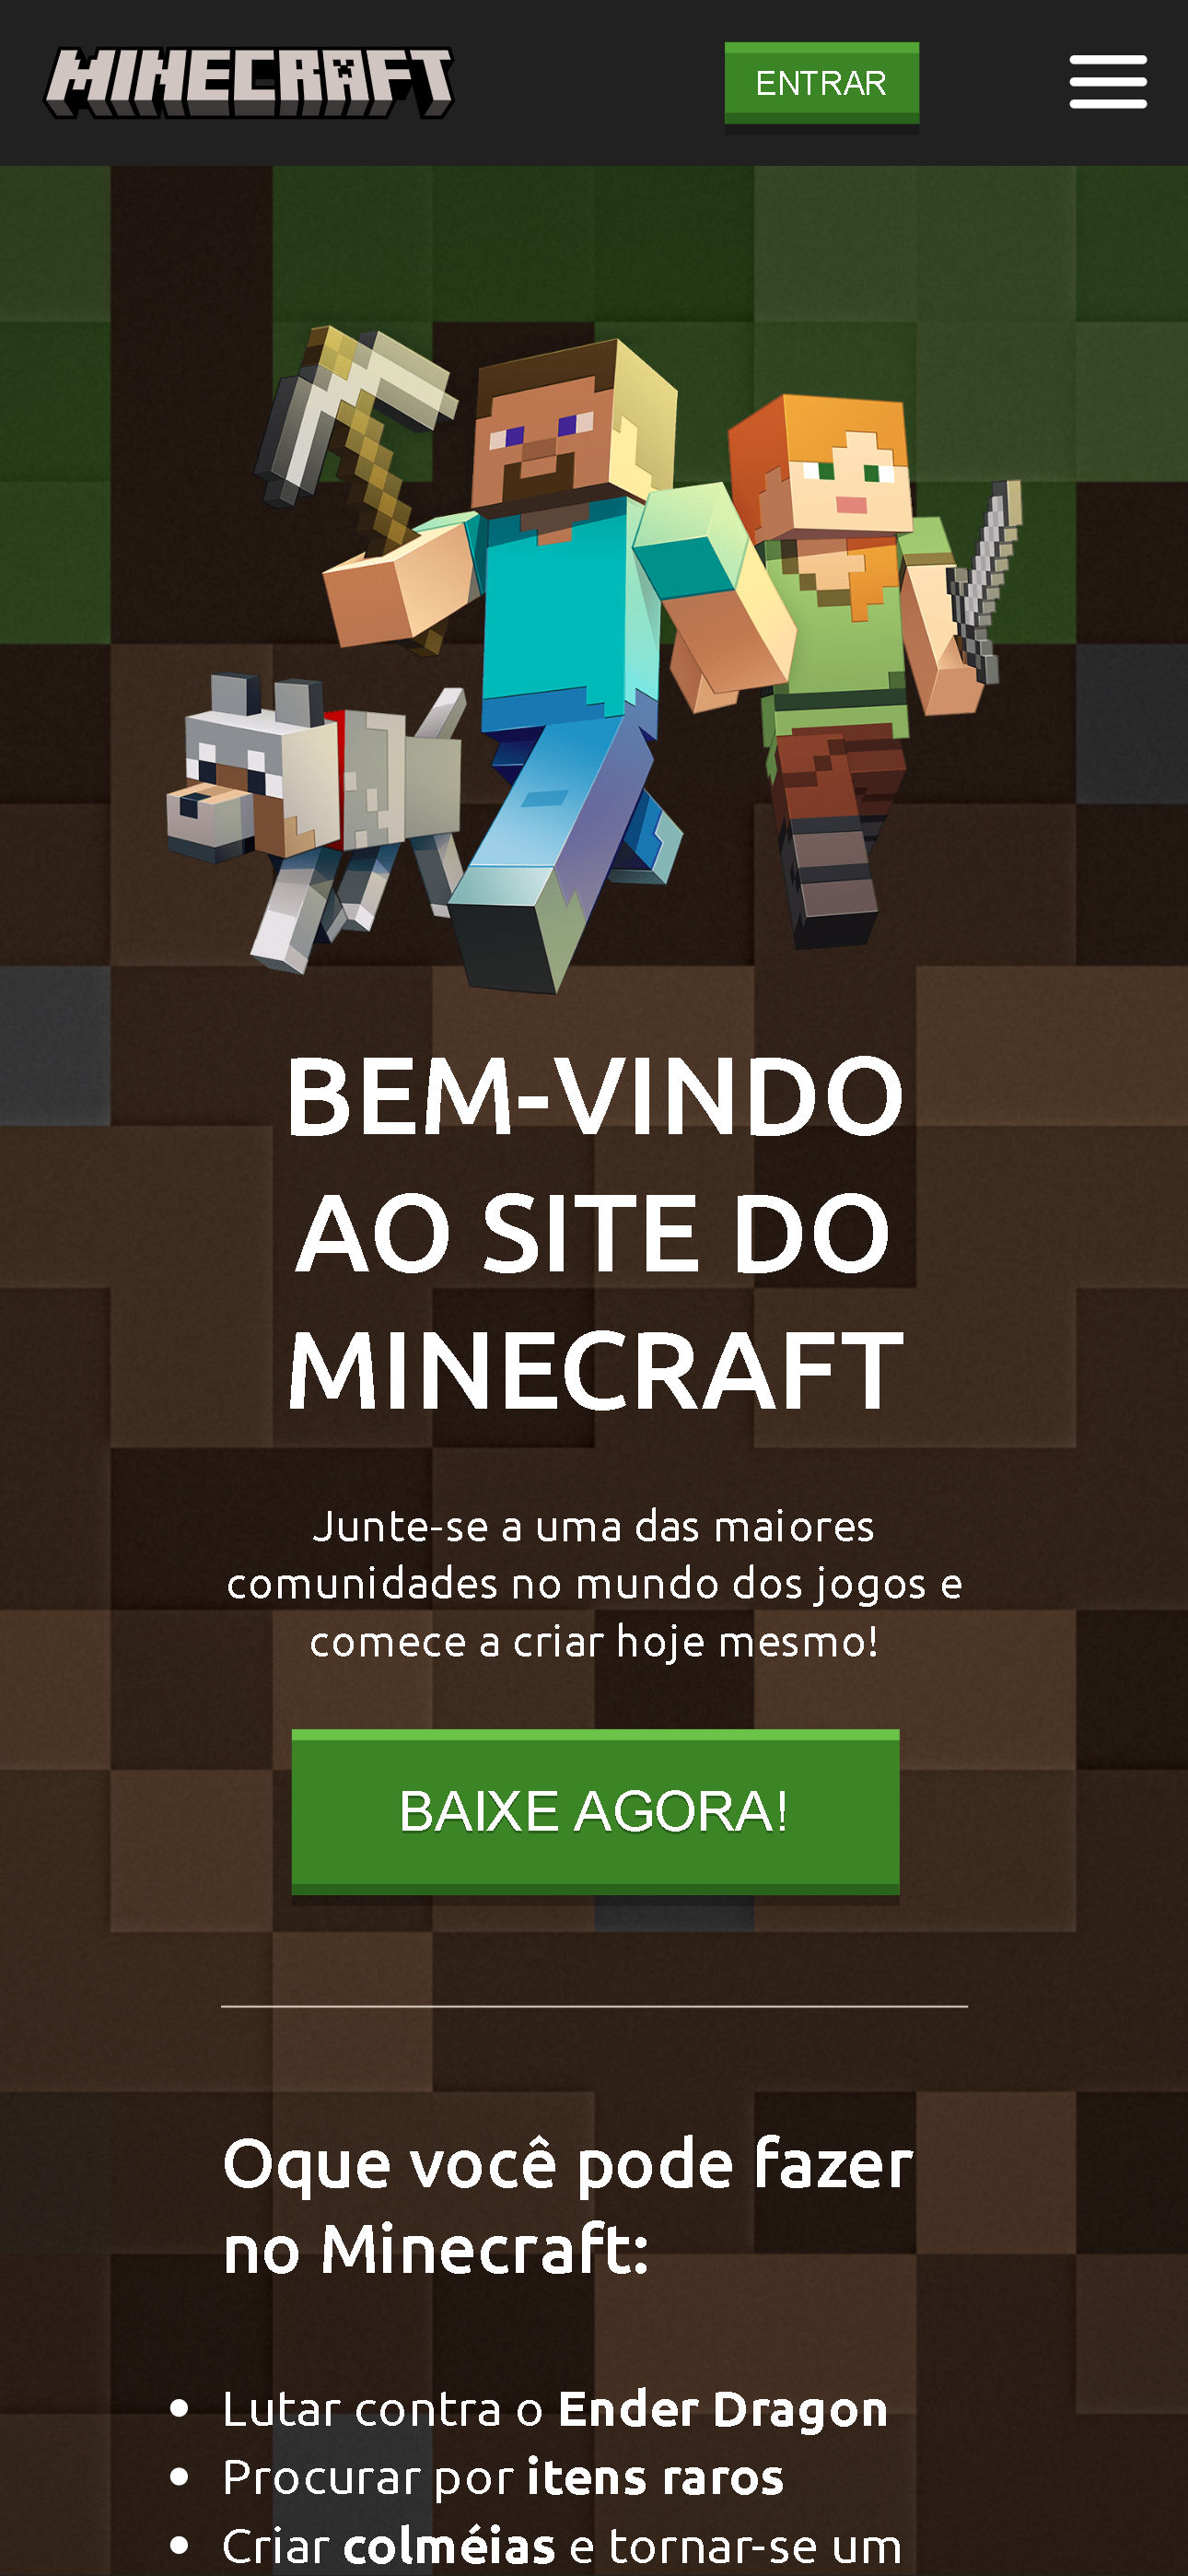 MINECRAFT
ENTRAR
BEM-VINDO
AO SITE DO
MINECRAFT
Junte-se a uma das maiores
comunidades no mundo dos jogos e
comece a criar hoje mesmo!
BAIXE AGORA!
Oque você pode fazer
no Minecraft:
• Lutar contra o Ender Dragon
• Procurar por itens raros
• Criar colméias e tornar-se um